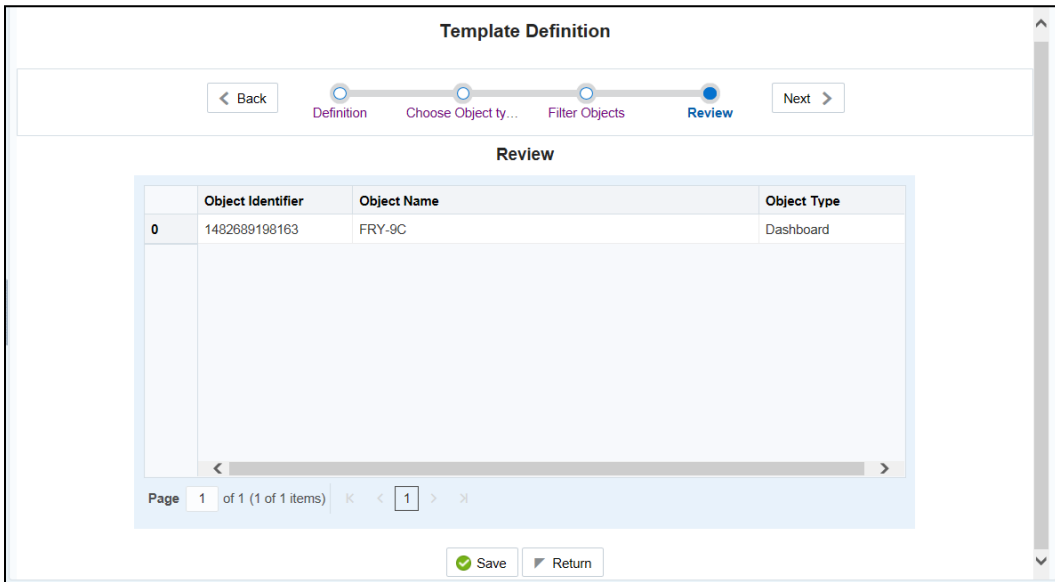 Template Definition
Back Next
Definition Choose Object ty... Filter Objects Review
Review
Object Identifier Object Name Object Type
0 1482689198163 FRY-9C Dashboard
Page 1 of 1 (1 of 1 items) 1
Save Return